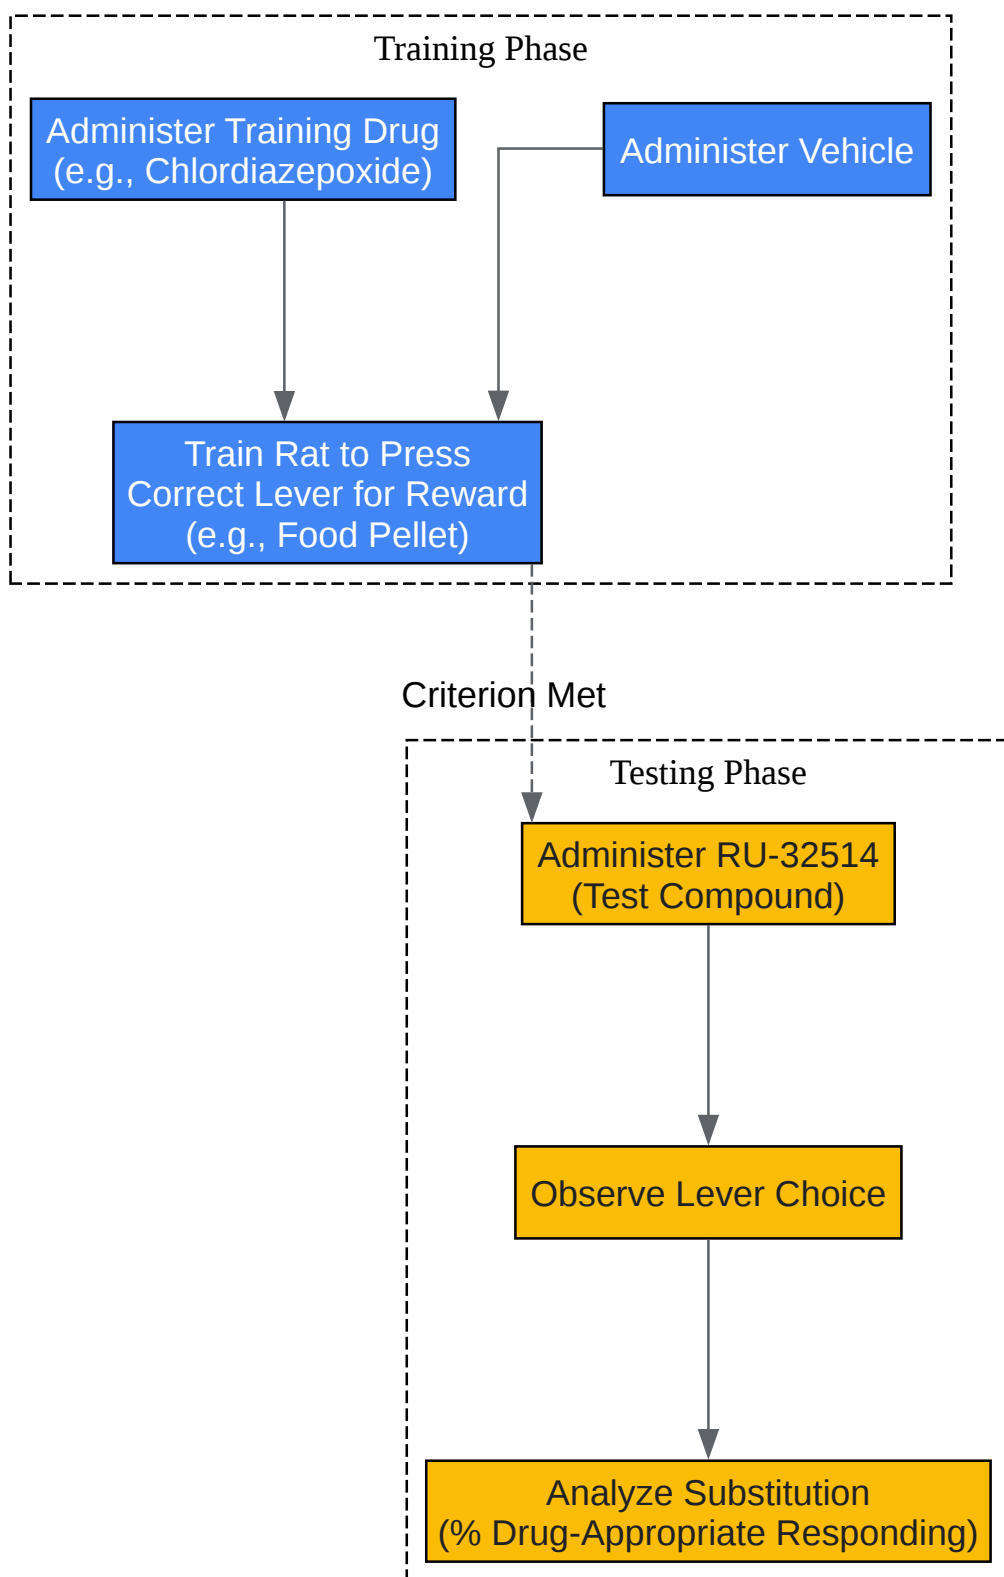 Training Phase
Administer Training Drug
(e.g., Chlordiazepoxide)
Administer Vehicle
Train Rat to Press
Correct Lever for Reward
(e.g., Food Pellet)
Criterion Met
Testing Phase
Administer RU-32514
(Test Compound)
Observe Lever Choice
Analyze Substitution
(% Drug-Appropriate Responding)